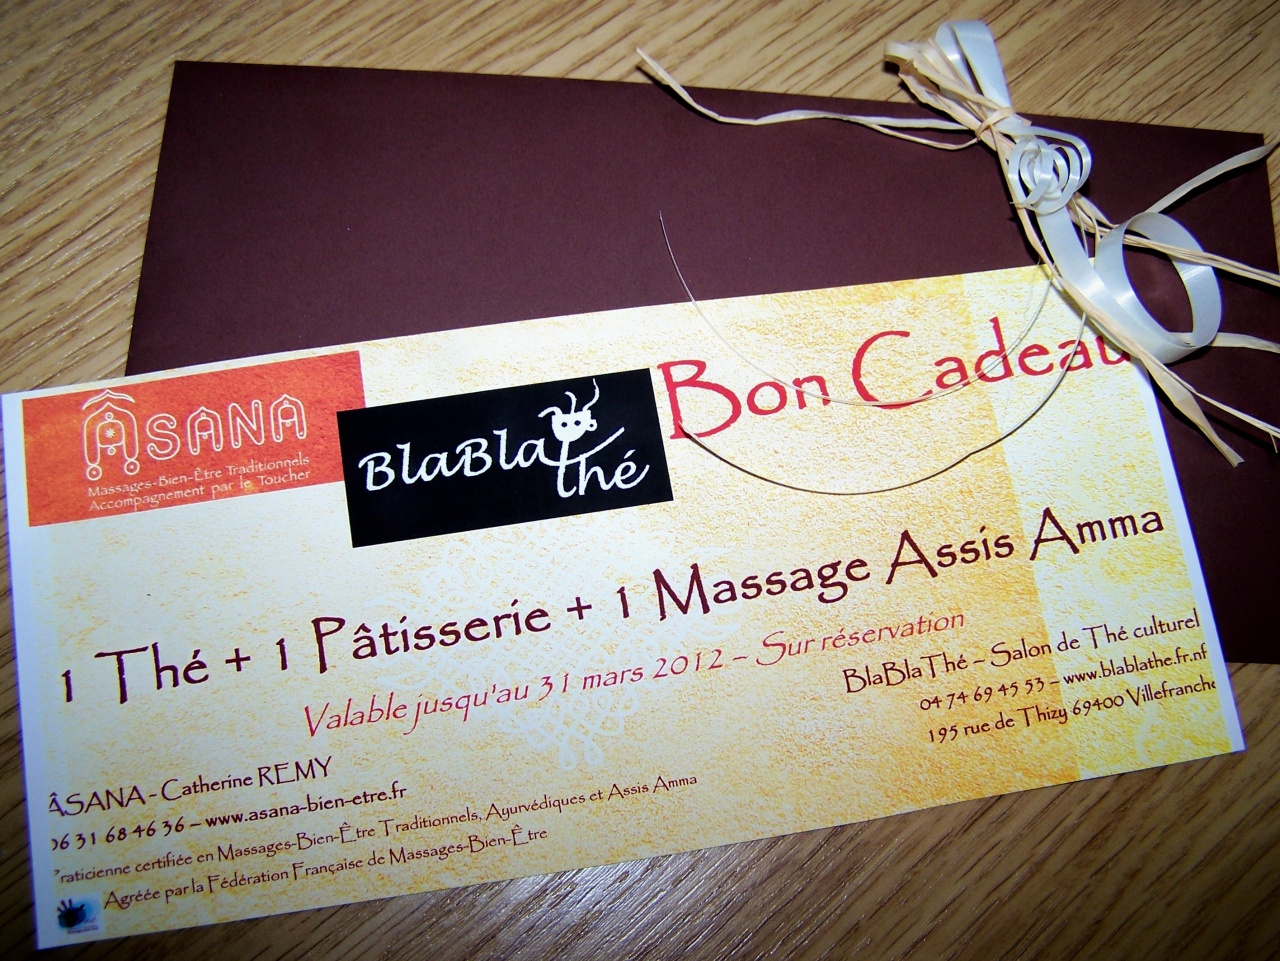 ÂSANA
Massages-Bien-Être Traditionnels
Accompagnement par le Toucher
BlaBla Thé
Bon Cadeau
1 Thé + 1 Pâtisserie + 1 Massage Assis Amma
Valable jusqu'au 31 mars 2012 – Sur réservation
BlaBlaThé – Salon de Thé culturel
04 74 69 45 53 – www.blablathe.fr.nf
195 rue de Thizy 69400 Villefranche
ÂSANA - Catherine REMY
06 31 68 46 36 – www.asana-bien-etre.fr
Praticienne certifiée en Massages-Bien-Être Traditionnels, Ayurvédiques et Assis Amma
Agréée par la Fédération Française de Massages-Bien-Être